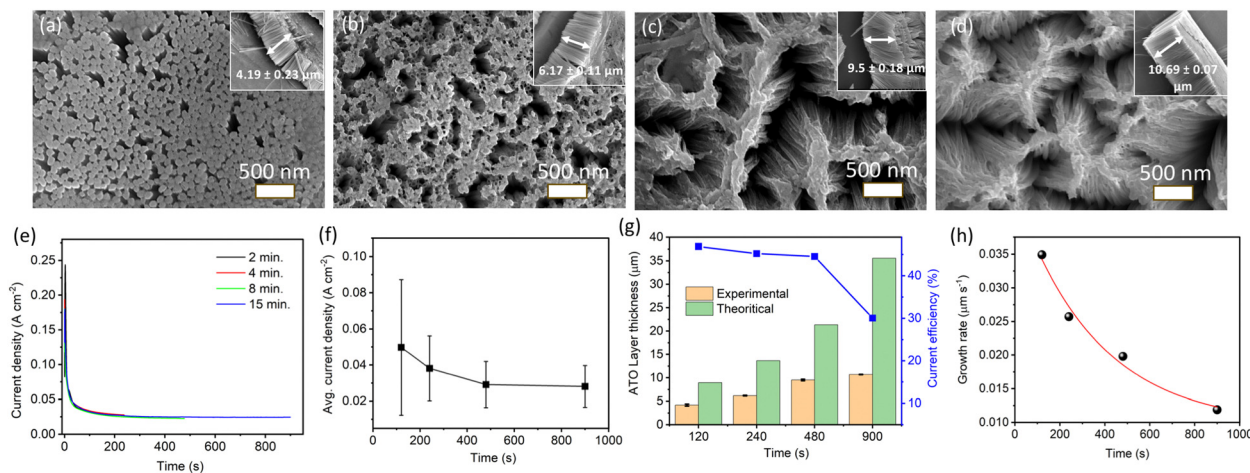 (a)
4.19 ± 0.23 μm
500 nm
(b)
6.17 ± 0.11 μm
500 nm
(c)
9.5 ± 0.18 μm
500 nm
(d)
10.69 ± 0.07
μm
500 nm
(e)
Current density (A cm⁻²)
0.25
0.20
0.15
0.10
0.05
0.00
2 min.
4 min.
8 min.
15 min.
0 200 400 600 800
Time (s)
(f)
Avg. current density (A cm⁻²)
0.10
0.08
0.06
0.04
0.02
0.00
0 200 400 600 800 1000
Time (s)
(g)
ATO Layer thickness (μm)
40
35
30
25
20
15
10
5
0
Experimental
Theoritical
120 240 480 900
Time (s)
40
30
20
10
Current efficiency (%)
(h)
Growth rate (μm s⁻¹)
0.035
0.030
0.025
0.020
0.015
0.010
0 200 400 600 800 1000
Time (s)